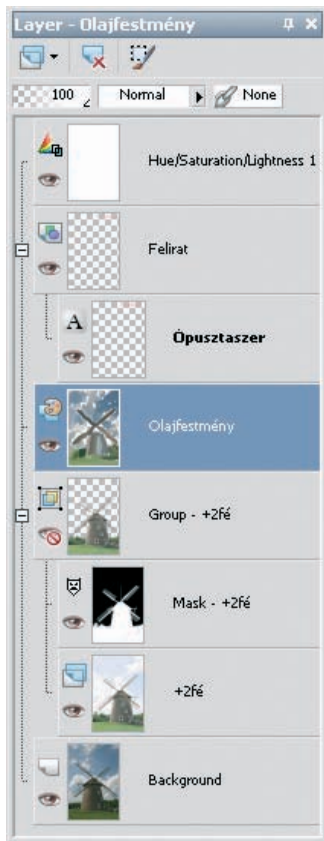 Layer - Olajfestmény
100 Normal None
Hue/Saturation/Lightness 1
Felirat
A Ópusztaszer
Olajfestmény
Group - +2fé
Mask - +2fé
+2fé
Background